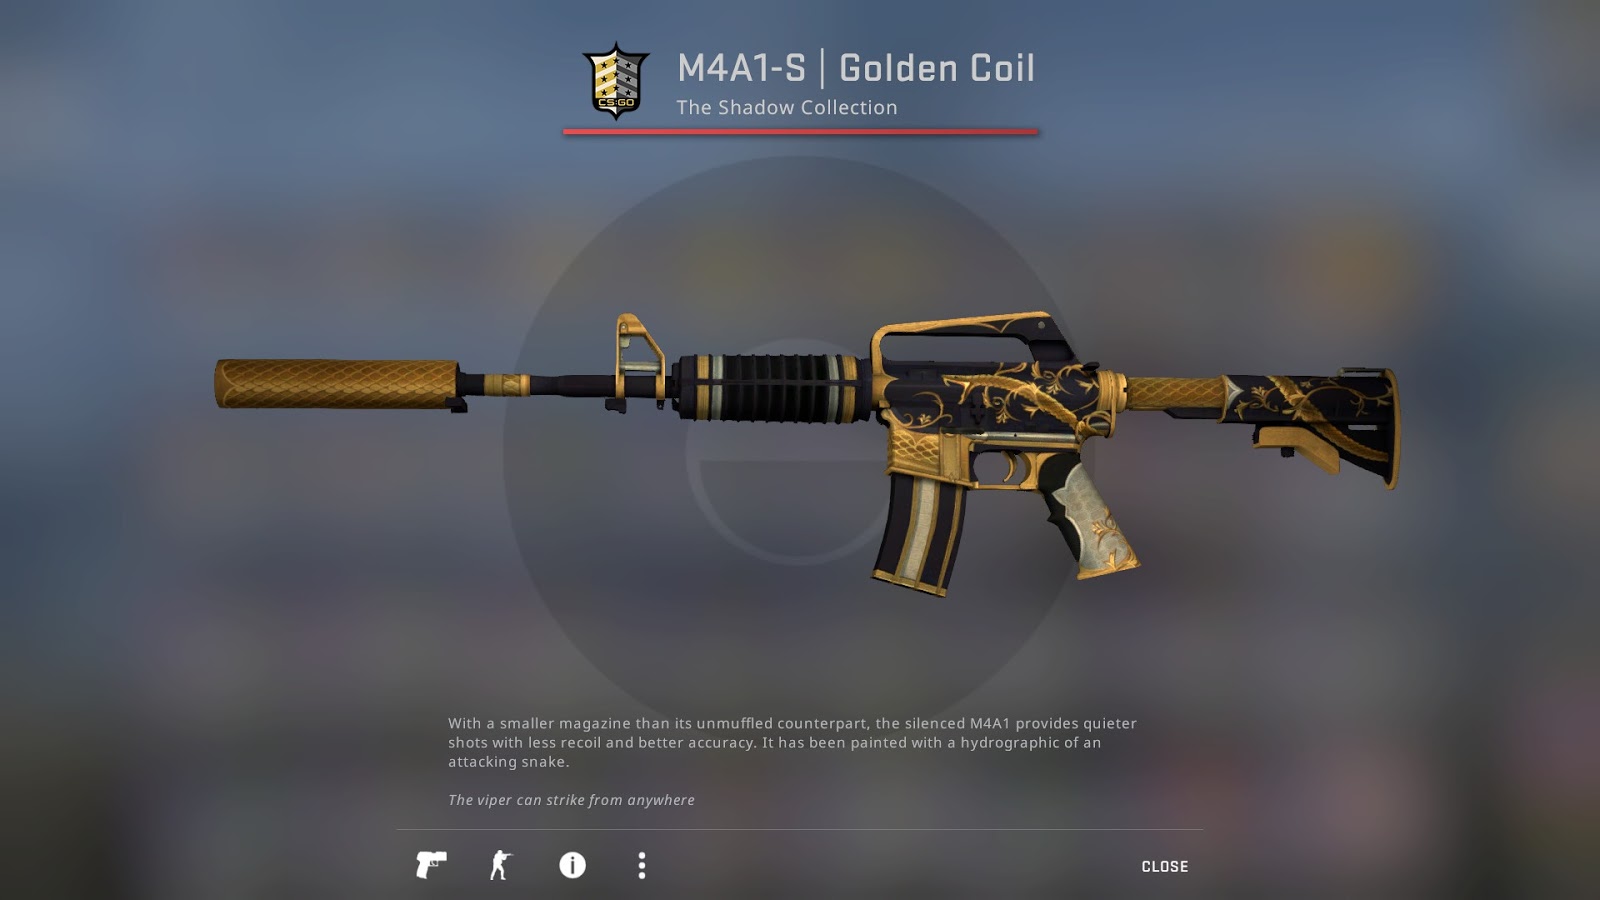 CS:GO
M4A1-S | Golden Coil
The Shadow Collection
With a smaller magazine than its unmuffled counterpart, the silenced M4A1 provides quieter
shots with less recoil and better accuracy. It has been painted with a hydrographic of an
attacking snake.
The viper can strike from anywhere
CLOSE